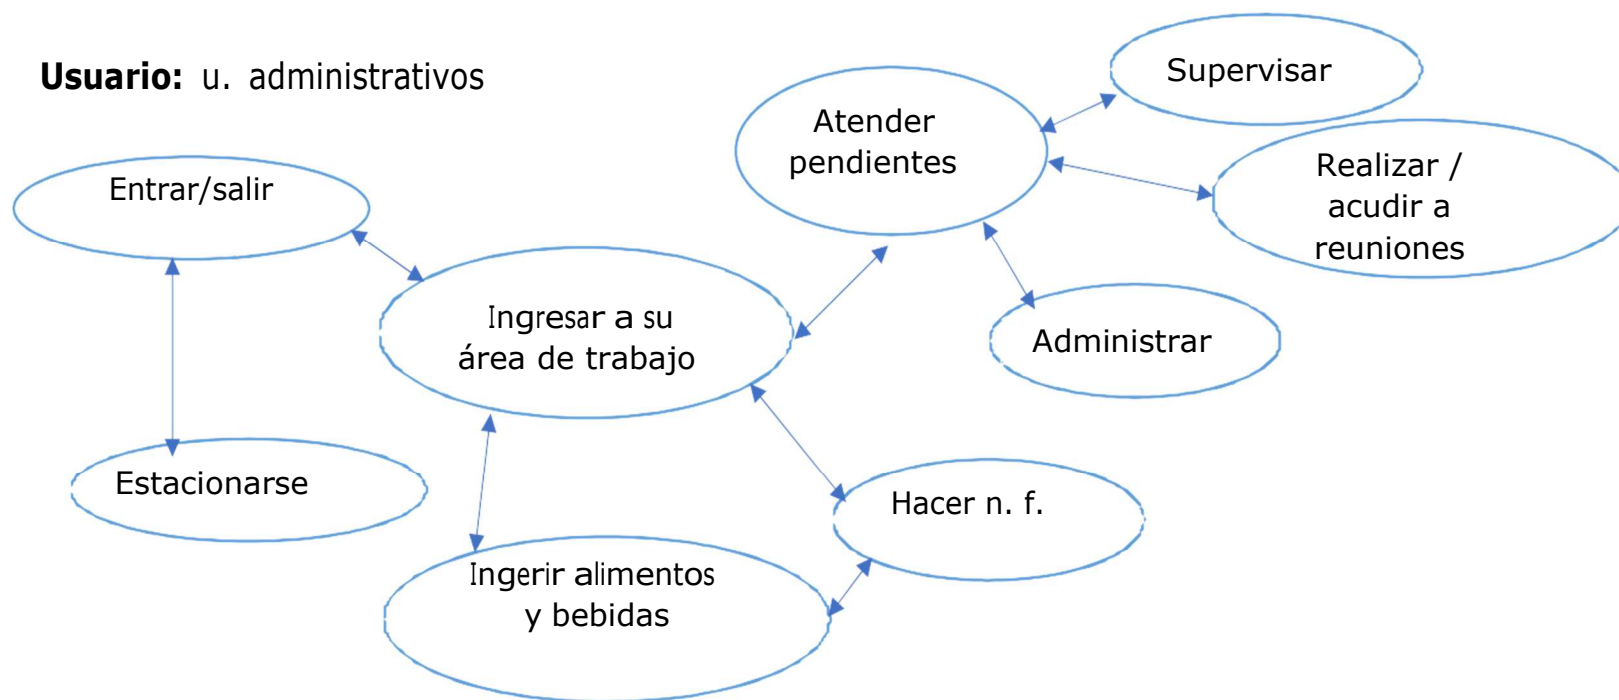 Usuario: u. administrativos
Supervisar
Atender
pendientes
Realizar /
acudir a
reuniones
Entrar/salir
Ingresar a su
área de trabajo
Administrar
Estacionarse
Hacer n. f.
Ingerir alimentos
y bebidas